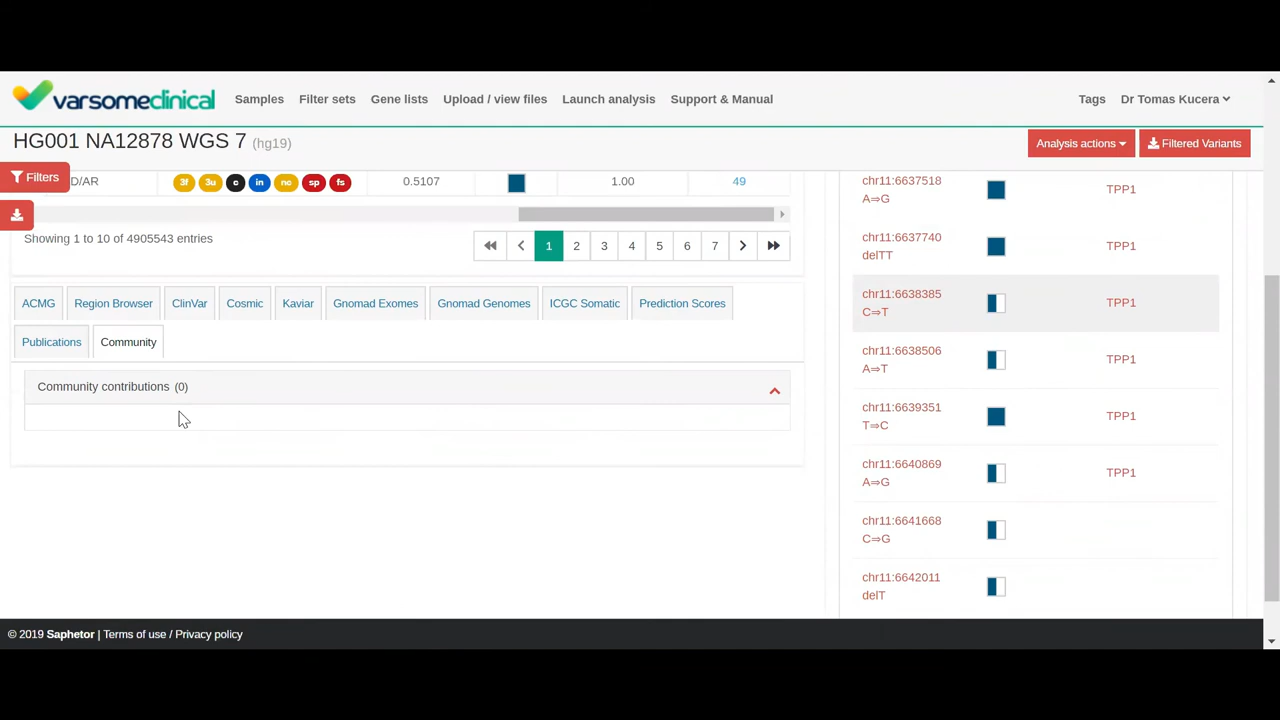 varsomeclinical
Samples Filter sets Gene lists Upload / view files Launch analysis Support & Manual Tags Dr Tomas Kucera
HG001 NA12878 WGS 7 (hg19)
Analysis actions Filtered Variants
Filters
D/AR 3f 3u c in nc sp fs 0.5107 1.00 49
Showing 1 to 10 of 4905543 entries
1 2 3 4 5 6 7
ACMG Region Browser ClinVar Cosmic Kaviar Gnomad Exomes Gnomad Genomes ICGC Somatic Prediction Scores
Publications Community
Community contributions (0)
chr11:6637518
A⇒G TPP1
chr11:6637740
delTT TPP1
chr11:6638385
C⇒T TPP1
chr11:6638506
A⇒T TPP1
chr11:6639351
T⇒C TPP1
chr11:6640869
A⇒G TPP1
chr11:6641668
C⇒G
chr11:6642011
delT
© 2019 Saphetor | Terms of use / Privacy policy